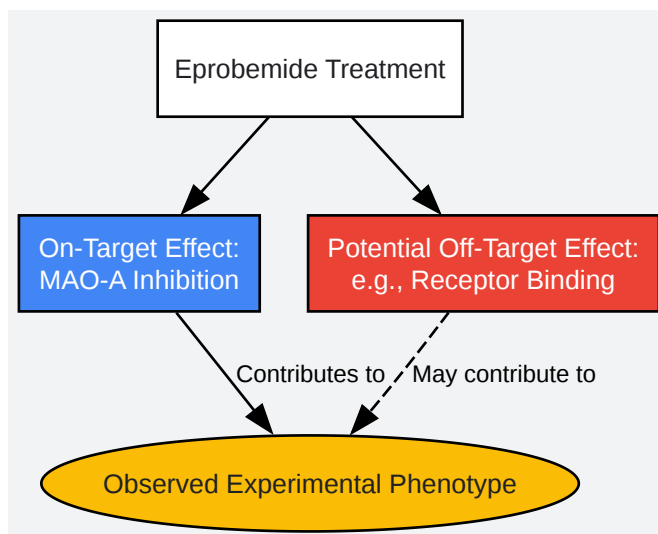 Eprobemide Treatment
On-Target Effect:
MAO-A Inhibition
Potential Off-Target Effect:
e.g., Receptor Binding
Contributes to
May contribute to
Observed Experimental Phenotype